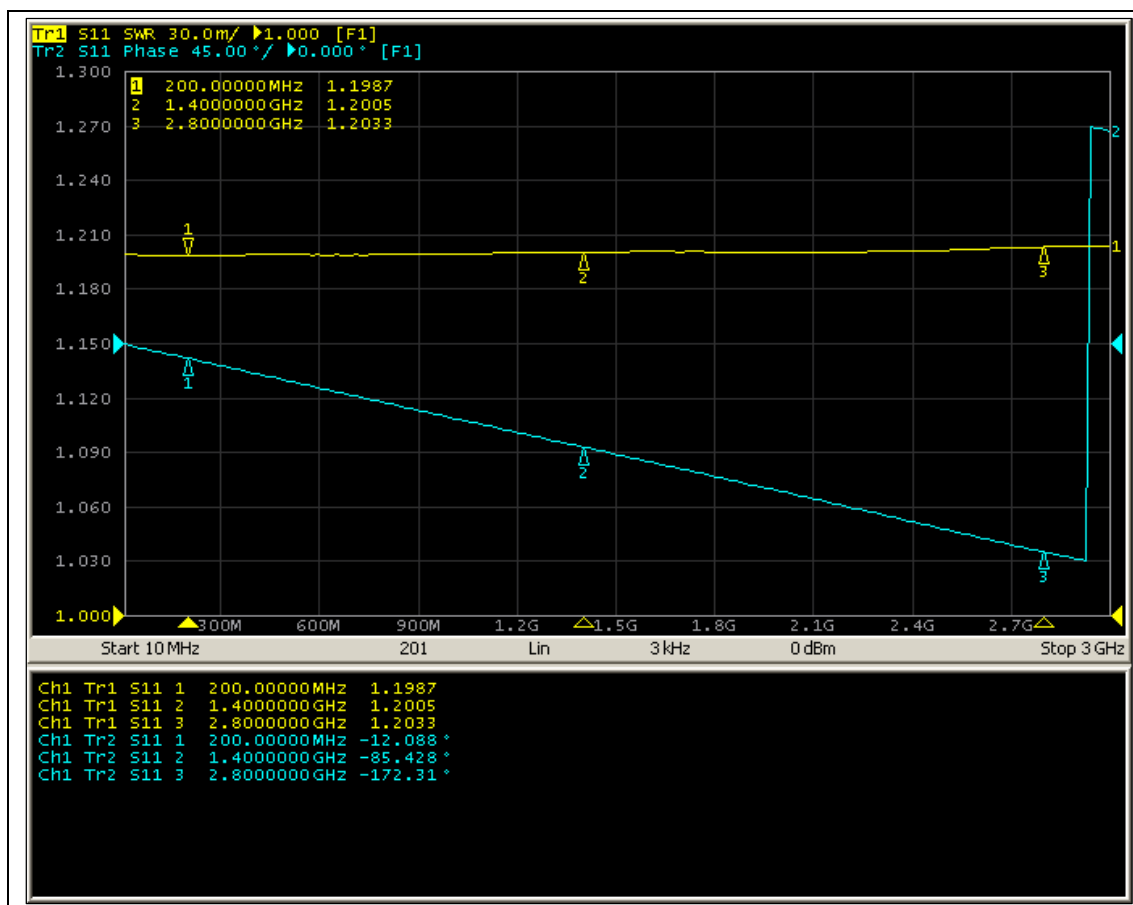 Tr1 S11 SWR 30.0m/ ▶1.000 [F1]
Tr2 S11 Phase 45.00°/ ▶0.000° [F1]
1.300
1 200.00000MHz 1.1987
2 1.4000000GHz 1.2005
3 2.8000000GHz 1.2033
1.270
2
1.240
1.210
1
1
2
3
1.180
1.150
1
1.120
1.090
2
1.060
1.030
3
1.000
300M 600M 900M 1.2G 1.5G 1.8G 2.1G 2.4G 2.7G
Start 10 MHz 201 Lin 3 kHz 0 dBm Stop 3 GHz
Ch1 Tr1 S11 1 200.00000MHz 1.1987
Ch1 Tr1 S11 2 1.4000000GHz 1.2005
Ch1 Tr1 S11 3 2.8000000GHz 1.2033
Ch1 Tr2 S11 1 200.00000MHz -12.088°
Ch1 Tr2 S11 2 1.4000000GHz -85.428°
Ch1 Tr2 S11 3 2.8000000GHz -172.31°